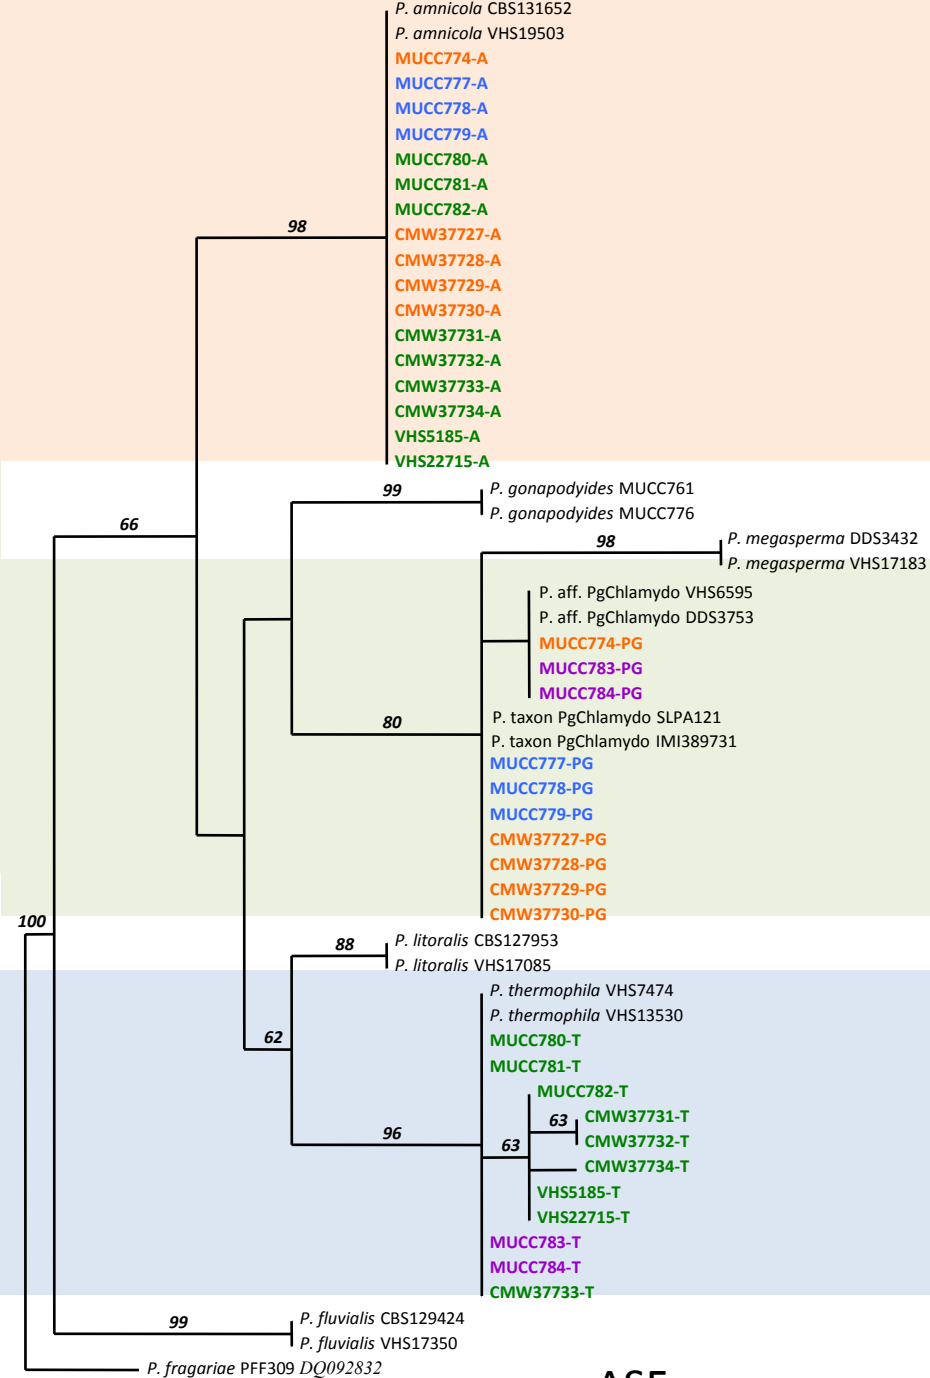 P. amnicola CBS131652
P. amnicola VHS19503
MUCC774-A
MUCC777-A
MUCC778-A
MUCC779-A
MUCC780-A
MUCC781-A
MUCC782-A
98
CMW37727-A
CMW37728-A
CMW37729-A
CMW37730-A
CMW37731-A
CMW37732-A
CMW37733-A
CMW37734-A
VHS5185-A
VHS22715-A
99
P. gonapodyides MUCC761
P. gonapodyides MUCC776
66
98
P. megasperma DDS3432
P. megasperma VHS17183
P. aff. PgChlamydo VHS6595
P. aff. PgChlamydo DDS3753
MUCC774-PG
MUCC783-PG
MUCC784-PG
80
P. taxon PgChlamydo SLPA121
P. taxon PgChlamydo IMI389731
MUCC777-PG
MUCC778-PG
MUCC779-PG
CMW37727-PG
CMW37728-PG
CMW37729-PG
CMW37730-PG
100
88
P. litoralis CBS127953
P. litoralis VHS17085
P. thermophila VHS7474
P. thermophila VHS13530
62
MUCC780-T
MUCC781-T
MUCC782-T
63
CMW37731-T
CMW37732-T
96
63
CMW37734-T
VHS5185-T
VHS22715-T
MUCC783-T
MUCC784-T
CMW37733-T
99
P. fluvialis CBS129424
P. fluvialis VHS17350
P. fragariae PFF309 DQ092832